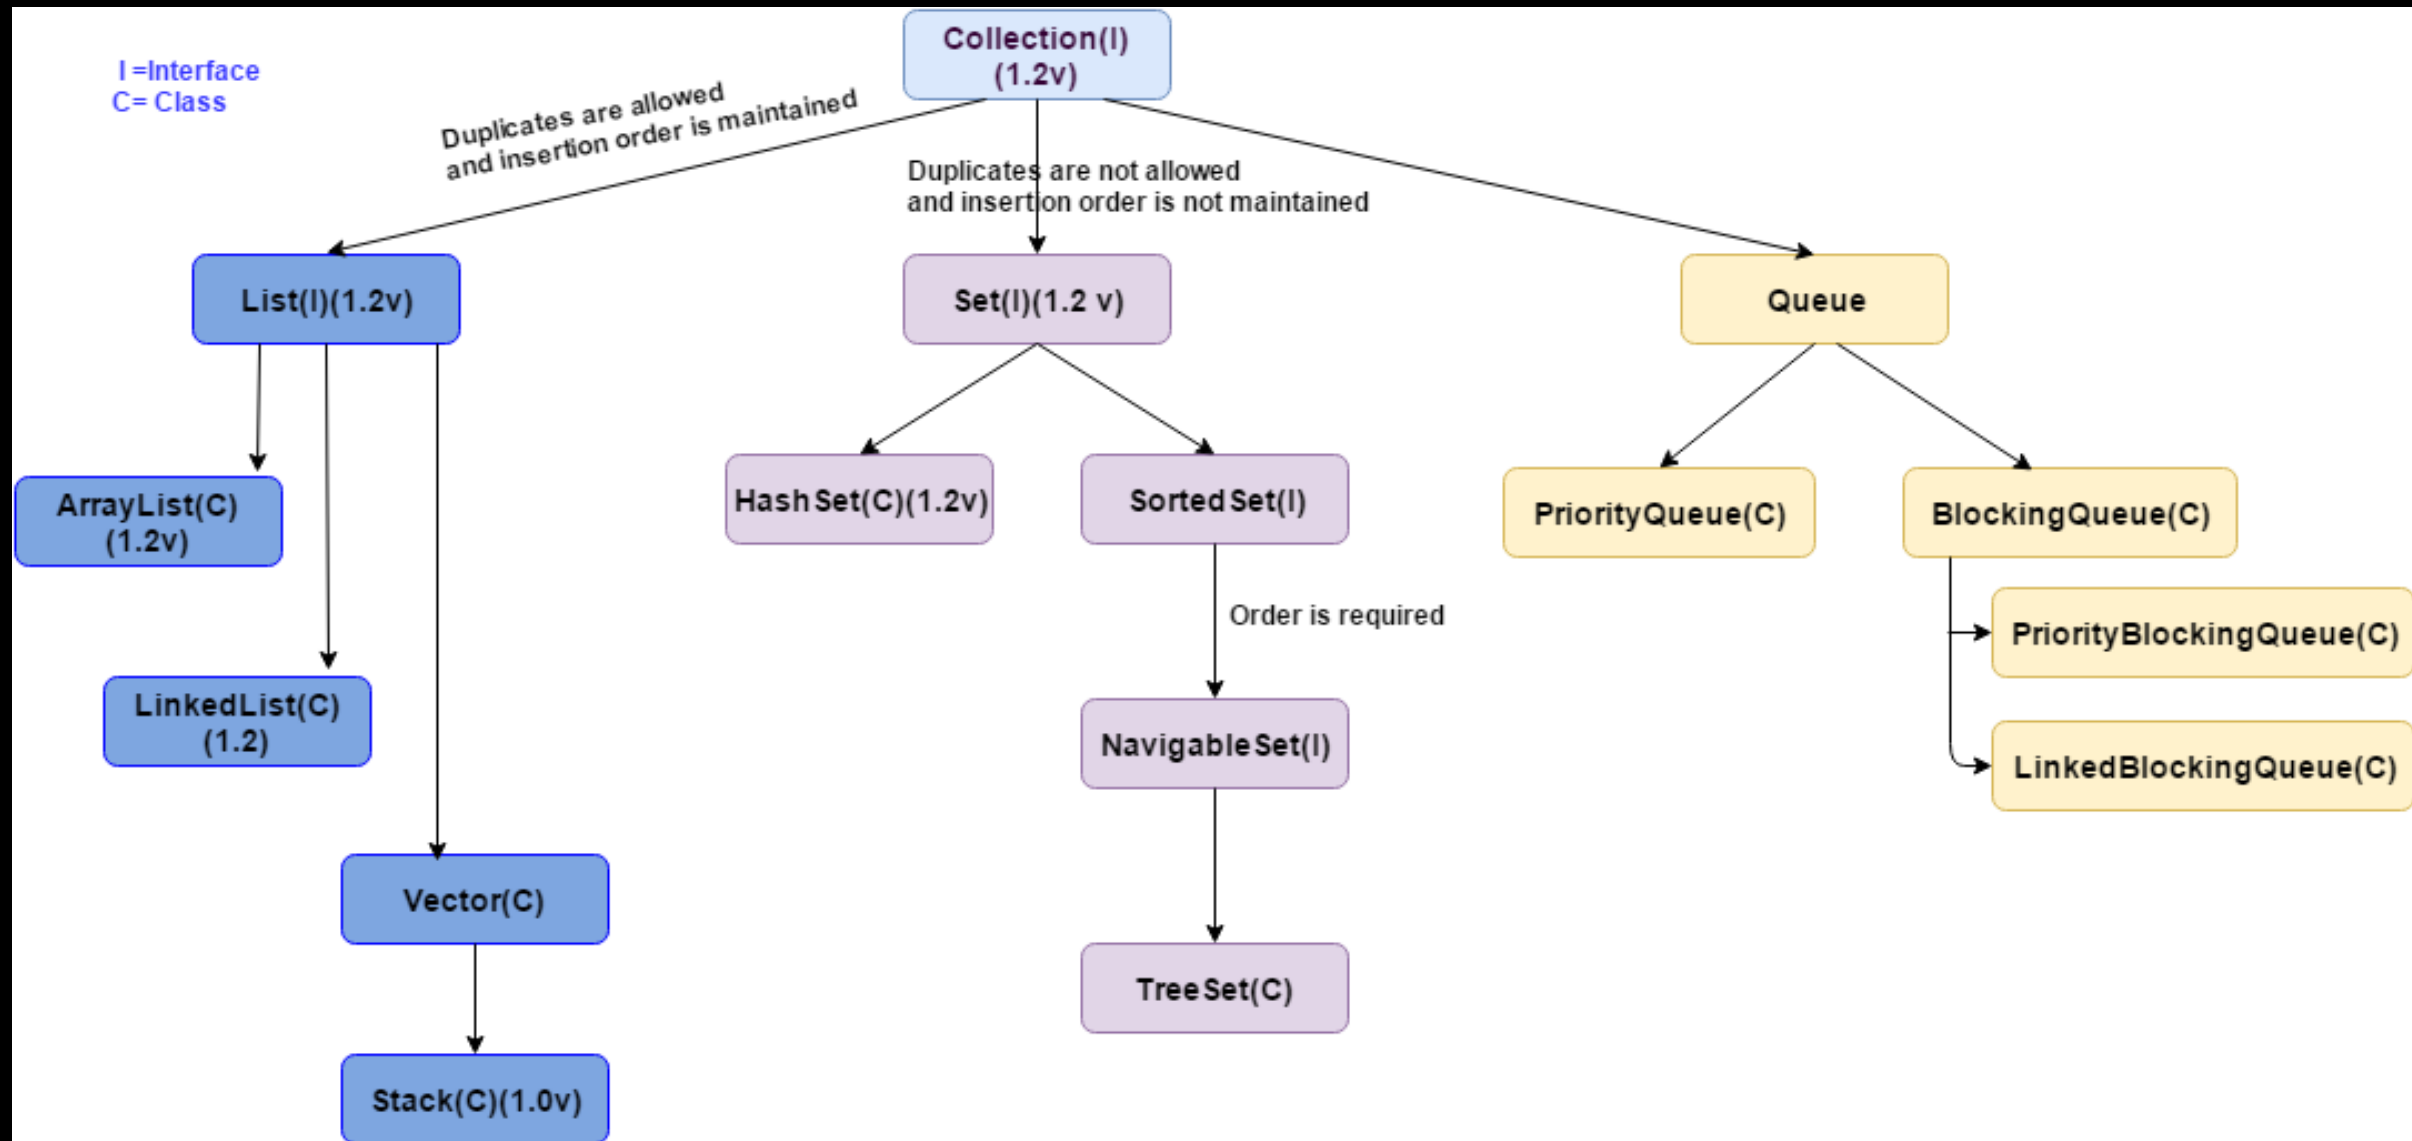 Collection(I)
(1.2v)
I =Interface
C= Class
Duplicates are allowed
and insertion order is maintained
Duplicates are not allowed
and insertion order is not maintained
List(I)(1.2v)
Set(I)(1.2 v)
Queue
HashSet(C)(1.2v)
SortedSet(I)
ArrayList(C)
(1.2v)
PriorityQueue(C)
BlockingQueue(C)
Order is required
PriorityBlockingQueue(C)
LinkedList(C)
(1.2)
NavigableSet(I)
LinkedBlockingQueue(C)
Vector(C)
TreeSet(C)
Stack(C)(1.0v)